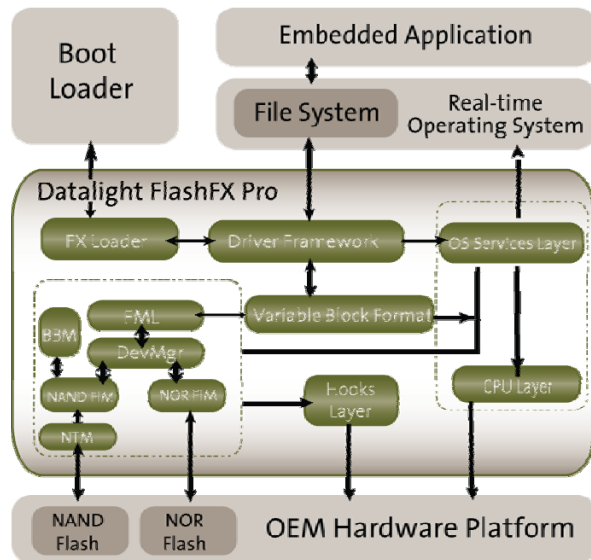 Boot
Loader
Embedded Application
File System
Real-time
Operating System
Datalight FlashFX Pro
FX Loader
Driver Framework
OS Services Layer
FML
Variable Block Format
BBM
DevMgr
NAND FIM
NOR FIM
Hooks
Layer
CPU Layer
NTM
NAND
Flash
NOR
Flash
OEM Hardware Platform